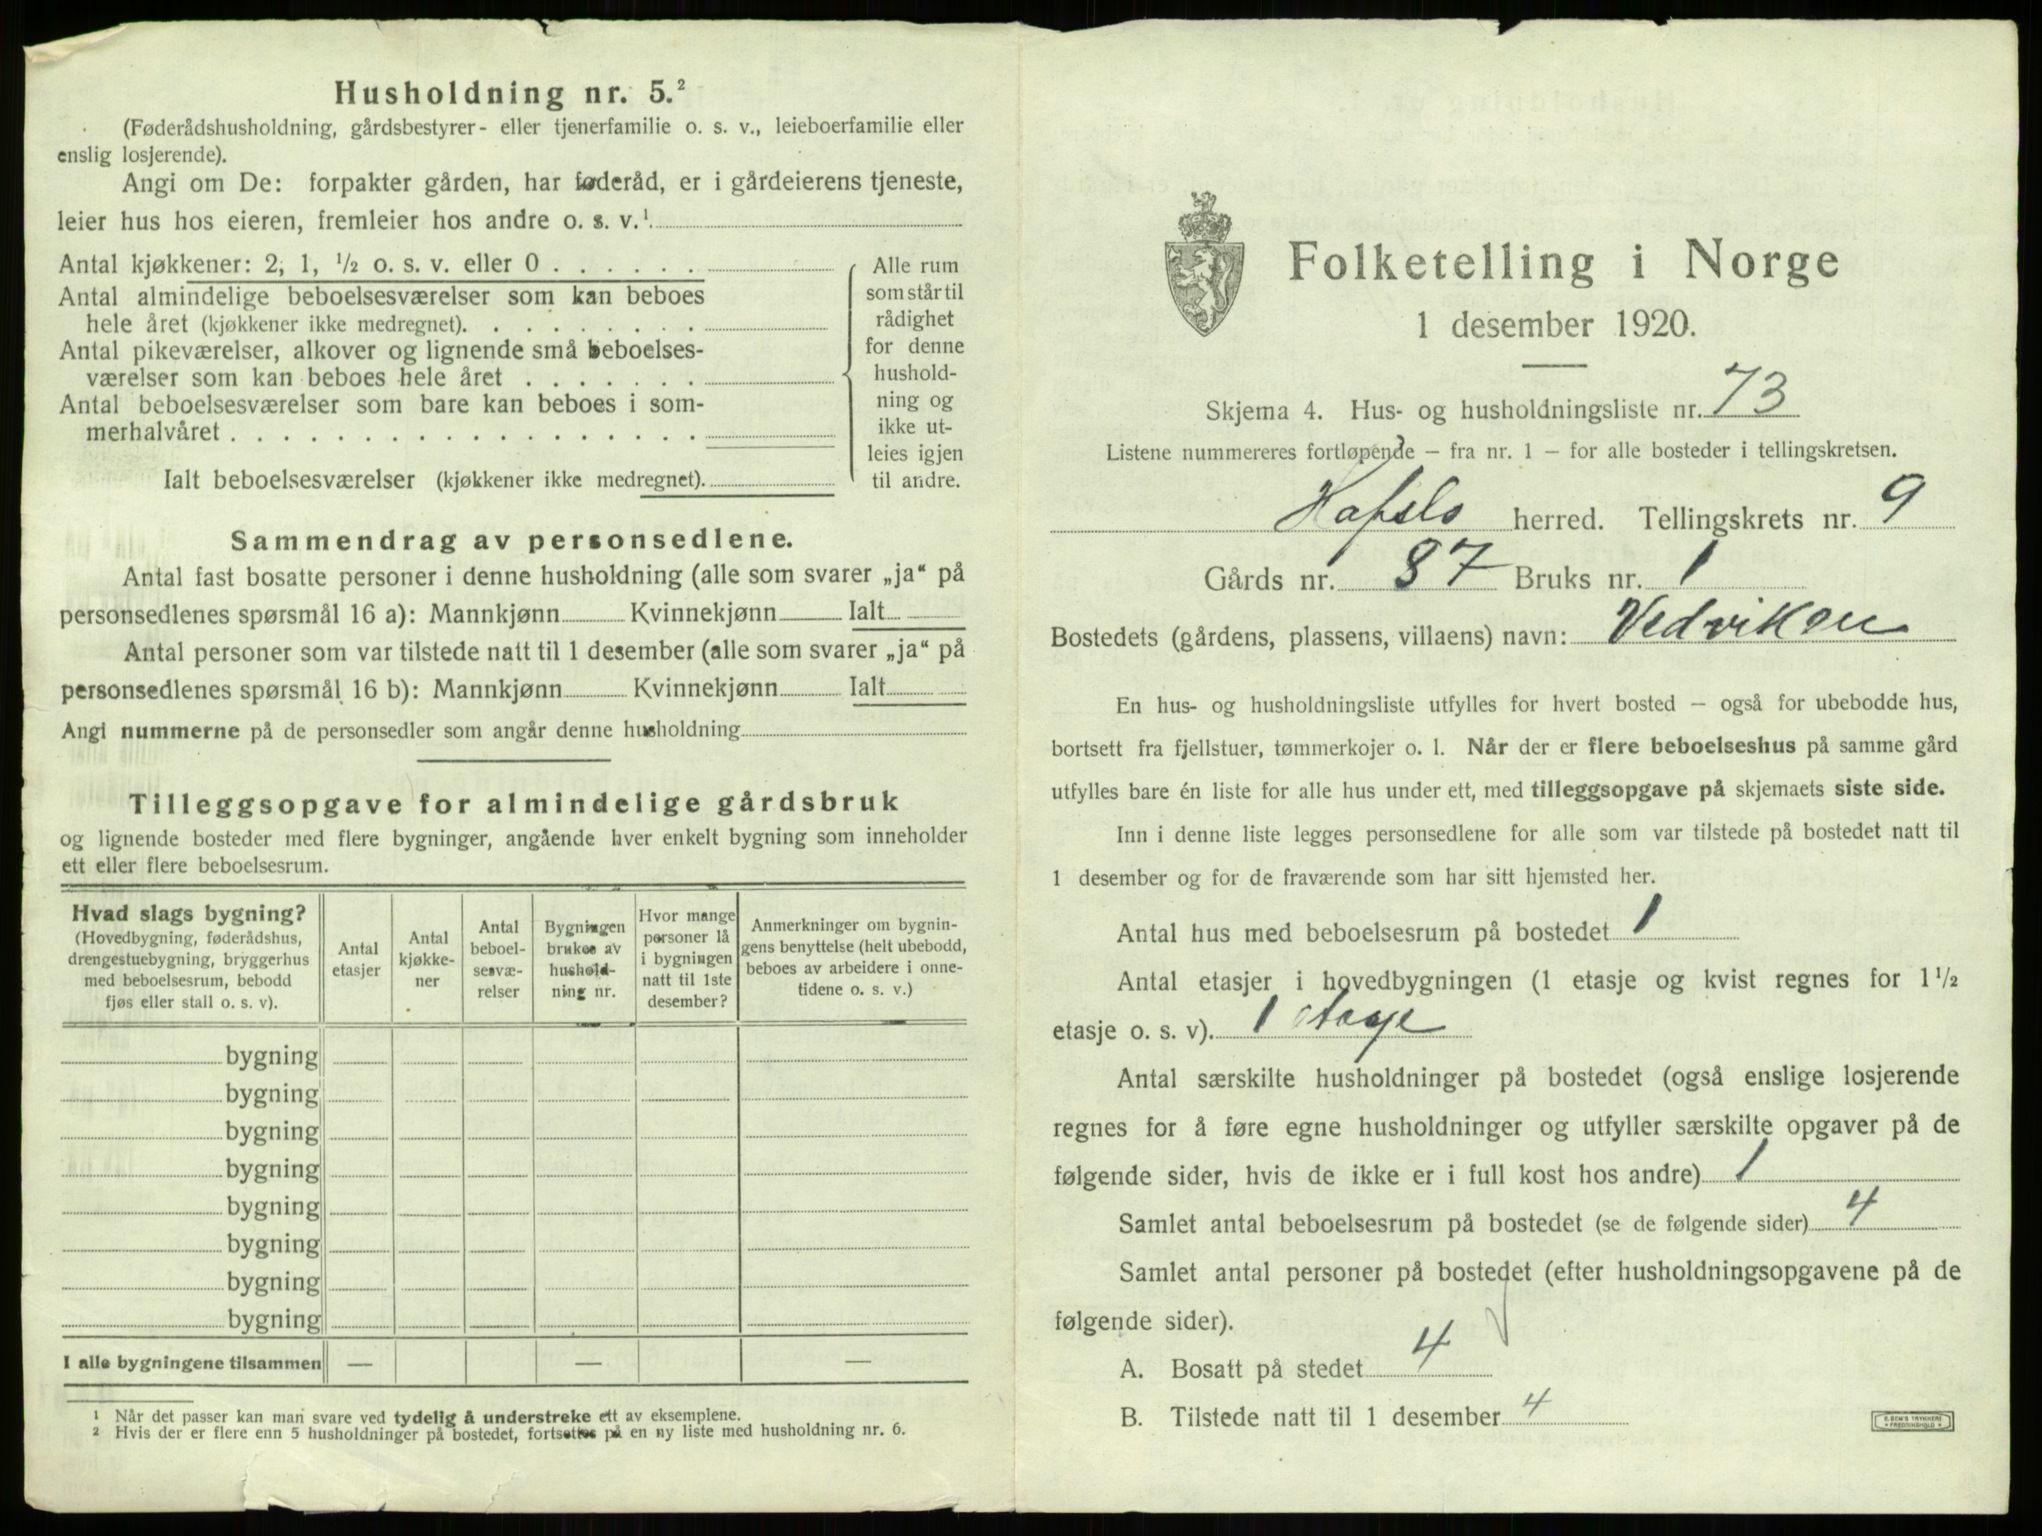 Husholdning nr. 5.²
(Føderådshusholdning, gårdsbestyrer- eller tjenerfamilie o. s. v., leieboerfamilie eller
enslig losjerende).
Angi om De: forpakter gården, har føderåd, er i gårdeierens tjeneste,
leier hus hos eieren, fremleier hos andre o. s. v.¹
Antal kjøkkener: 2, 1, ½ o. s. v. eller 0 . . . . . .
Antal almindelige beboelsesværelser som kan beboes
hele året (kjøkkener ikke medregnet). . . . . . . . .
Antal pikeværelser, alkover og lignende små beboelses-
værelser som kan beboes hele året . . . . . . .
Antal beboelsesværelser som bare kan beboes i som-
merhalvåret . . . . . . . . . . . . . . . . . .
Ialt beboelsesværelser (kjøkkener ikke medregnet).
Alle rum
som står til
rådighet
for denne
hushold-
ning og
ikke ut-
leies igjen
til andre.
Sammendrag av personsedlene.
Antal fast bosatte personer i denne husholdning (alle som svarer „ja“ på
personsedlenes spørsmål 16 a): Mannkjønn Kvinnekjønn Ialt
Antal personer som var tilstede natt til 1 desember (alle som svarer „ja“ på
personsedlenes spørsmål 16 b): Mannkjønn Kvinnekjønn Ialt
Angi nummerne på de personsedler som angår denne husholdning
Tilleggsopgave for almindelige gårdsbruk
og lignende bosteder med flere bygninger, angående hver enkelt bygning som inneholder
ett eller flere beboelsesrum.
Hvad slags bygning?
(Hovedbygning, føderådshus,
drengestuebygning, bryggerhus
med beboelsesrum, bebodd
fjøs eller stall o. s. v).
Antal
etasjer
Antal
kjøkke-
ner
Antal
beboel-
sesvæ-
relser
Bygningen
brukes av
hushold-
ning nr.
Hvor mange
personer lå
i bygningen
natt til 1ste
desember?
Anmerkninger om bygnin-
gens benyttelse (helt ubebodd,
beboes av arbeidere i onne-
tidene o. s. v.)
bygning
bygning
bygning
bygning
bygning
bygning
bygning
bygning
I alle bygningene tilsammen — — —
¹ Når det passer kan man svare ved tydelig å understreke ett av eksemplene.
² Hvis der er flere enn 5 husholdninger på bostedet, fortsettes på en ny liste med husholdning nr. 6.
Folketelling i Norge
1 desember 1920.
Skjema 4. Hus- og husholdningsliste nr. 73
Listene nummereres fortløpende – fra nr. 1 – for alle bosteder i tellingskretsen.
Hafslo herred. Tellingskrets nr. 9
Gårds nr. 87 Bruks nr. 1
Bostedets (gårdens, plassens, villaens) navn: Vedviken
En hus- og husholdningsliste utfylles for hvert bosted – også for ubebodde hus,
bortsett fra fjellstuer, tømmerkojer o. l. Når der er flere beboelseshus på samme gård
utfylles bare én liste for alle hus under ett, med tilleggsopgave på skjemaets siste side.
Inn i denne liste legges personsedlene for alle som var tilstede på bostedet natt til
1 desember og for de fraværende som har sitt hjemsted her.
Antal hus med beboelsesrum på bostedet 1
Antal etasjer i hovedbygningen (1 etasje og kvist regnes for 1½
etasje o. s. v). 1 etage
Antal særskilte husholdninger på bostedet (også enslige losjerende
regnes for å føre egne husholdninger og utfyller særskilte opgaver på de
følgende sider, hvis de ikke er i full kost hos andre) 1
Samlet antal beboelsesrum på bostedet (se de følgende sider) 4
Samlet antal personer på bostedet (efter husholdningsopgavene på de
følgende sider).
A. Bosatt på stedet 4
B. Tilstede natt til 1 desember 4